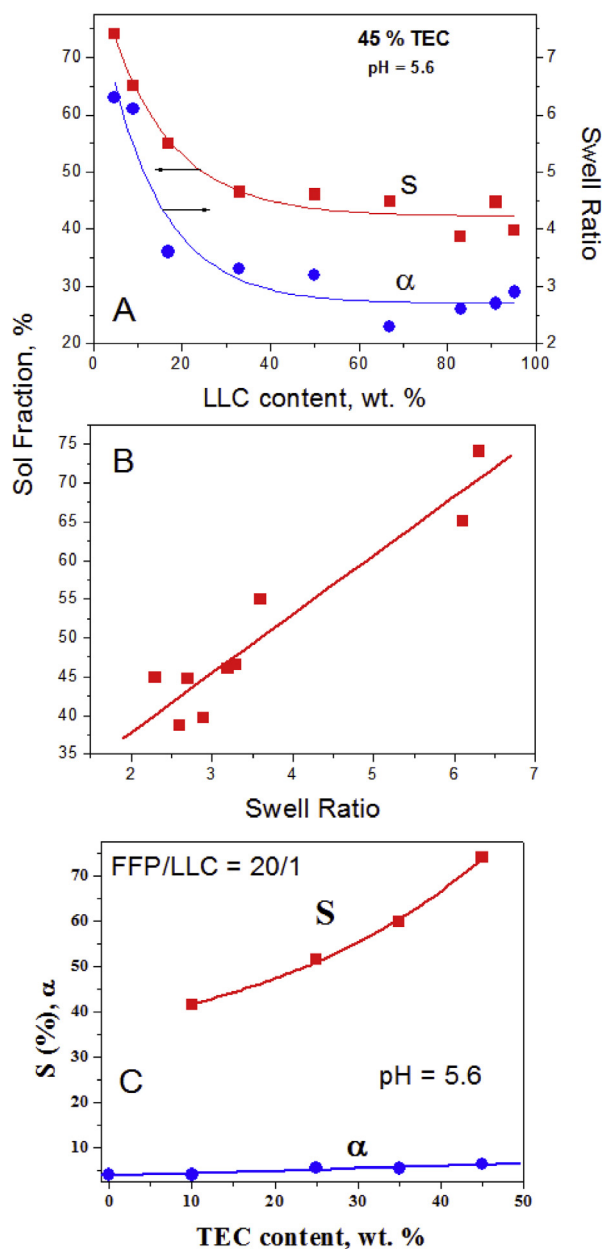 45 % TEC
pH = 5.6
S
α
A
70
60
50
40
30
20
7
6
5
4
3
2
0 20 40 60 80 100
LLC content, wt. %
Swell Ratio
Sol Fraction, %
B
75
70
65
60
55
50
45
40
35
2 3 4 5 6 7
Swell Ratio
FFP/LLC = 20/1
S
C
pH = 5.6
α
70
60
50
40
30
20
10
S (%), α
0 10 20 30 40 50
TEC content, wt. %